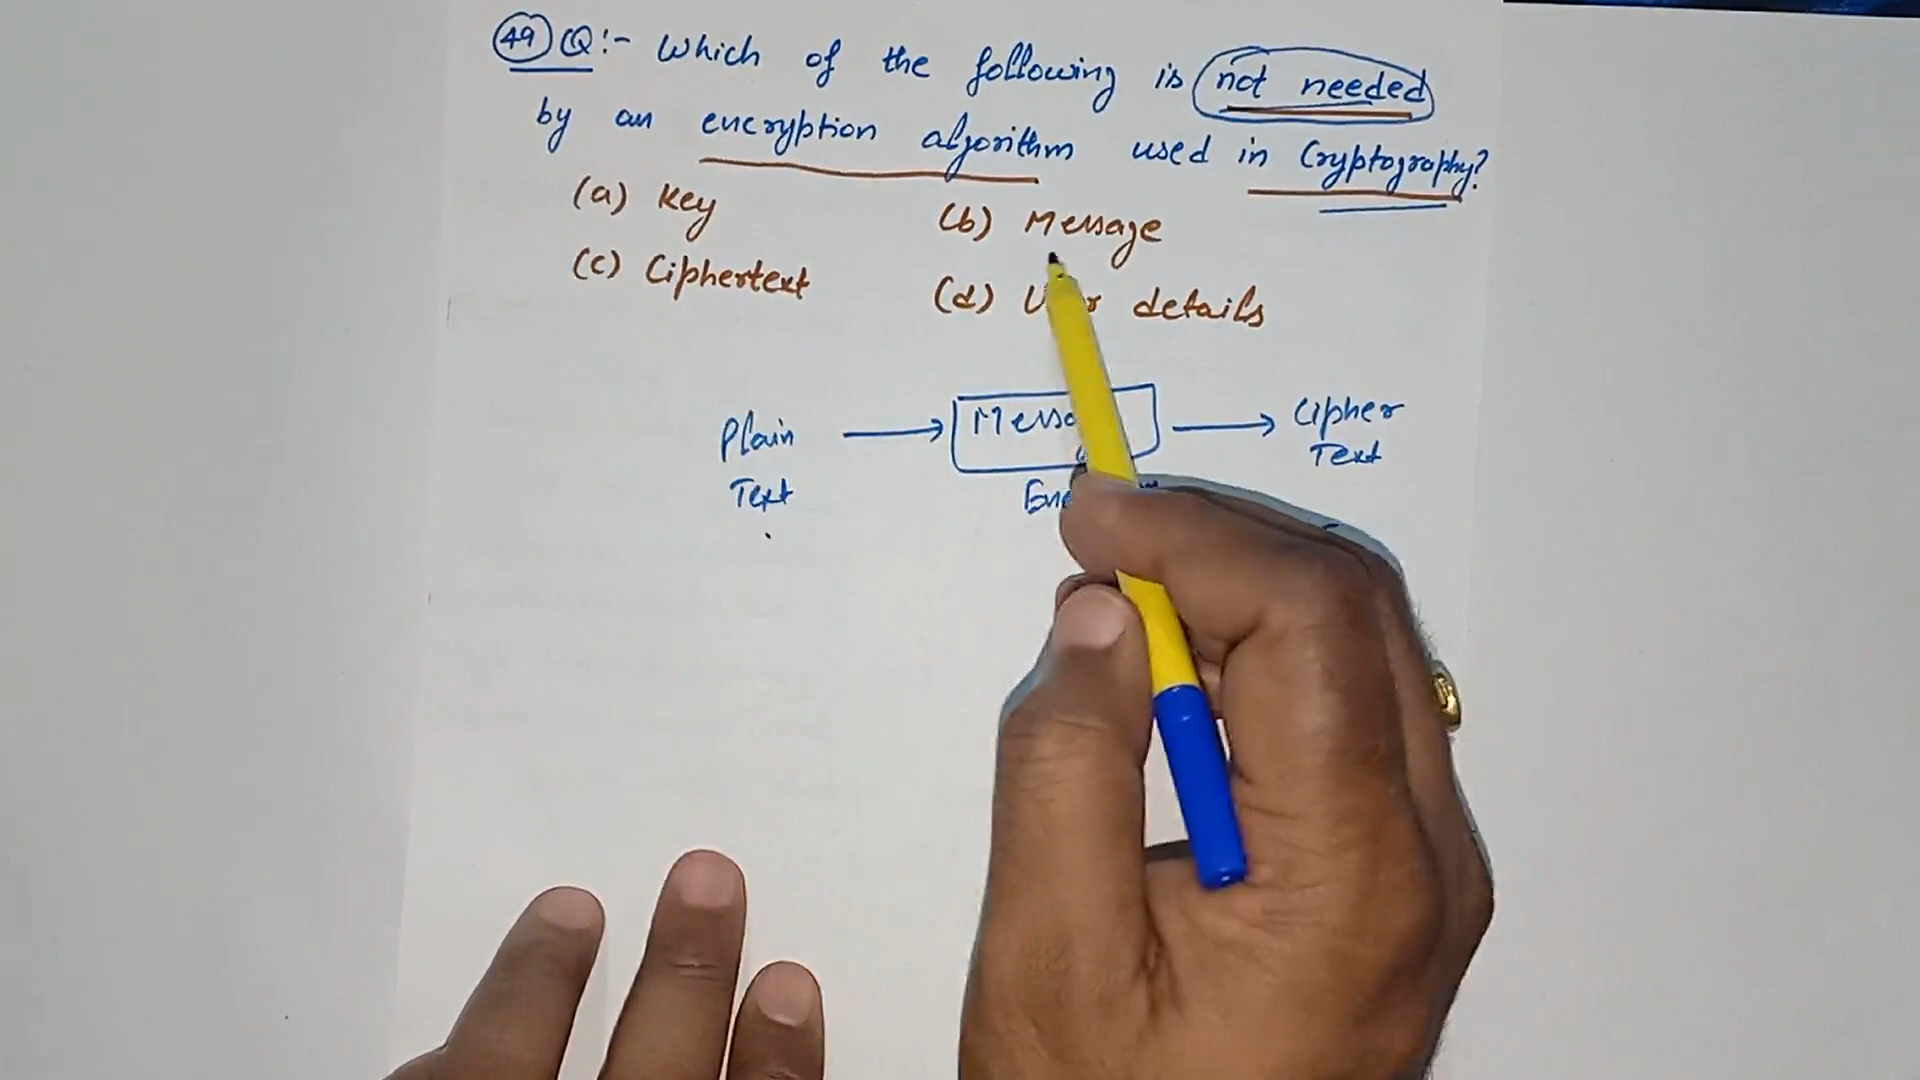 49 Q:- Which of the following is not needed
by an encryption algorithm used in Cryptography?
(a) Key (b) Message
(c) Ciphertext (d) details
Plain Cipher
Text Text